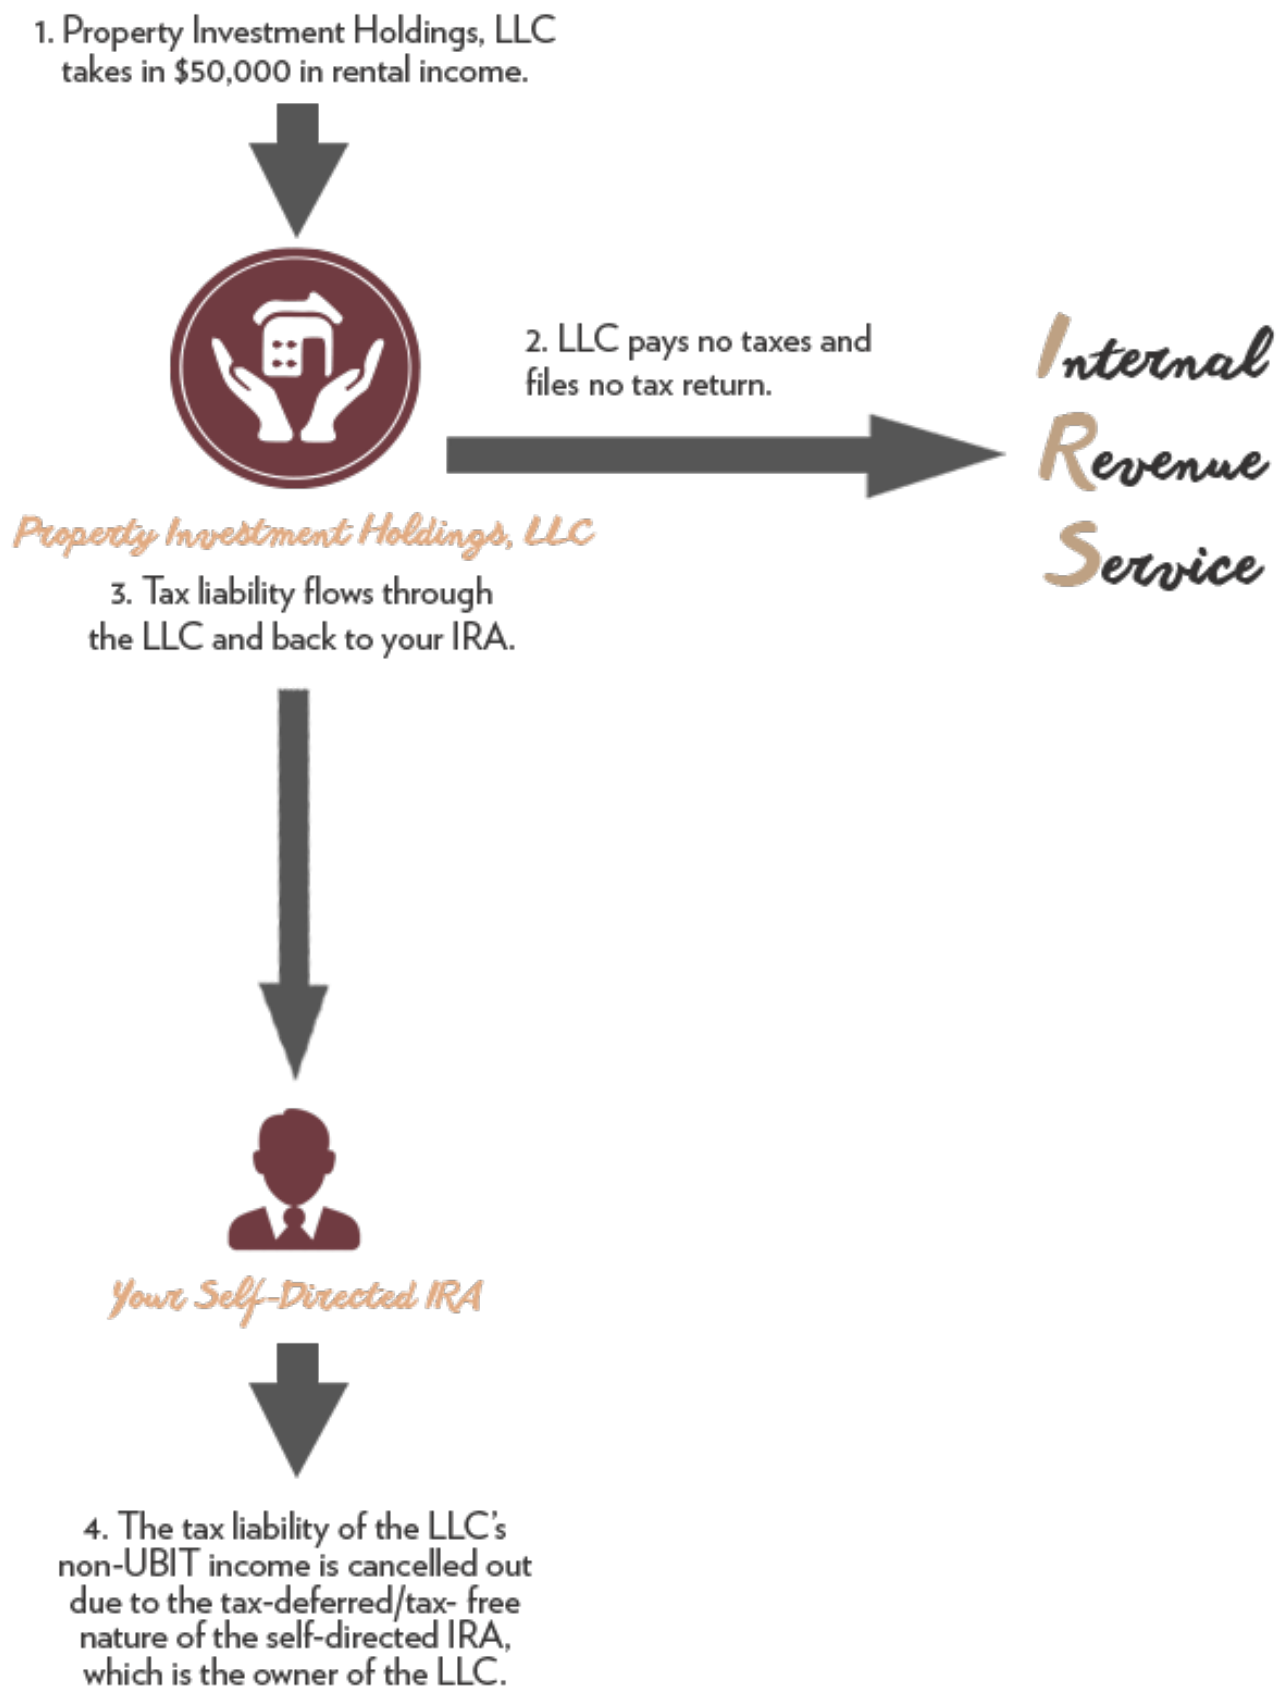 1. Property Investment Holdings, LLC
takes in $50,000 in rental income.
2. LLC pays no taxes and
files no tax return.
Internal
Revenue
Service
Property Investment Holdings, LLC
3. Tax liability flows through
the LLC and back to your IRA.
Your Self-Directed IRA
4. The tax liability of the LLC's
non-UBIT income is cancelled out
due to the tax-deferred/tax- free
nature of the self-directed IRA,
which is the owner of the LLC.